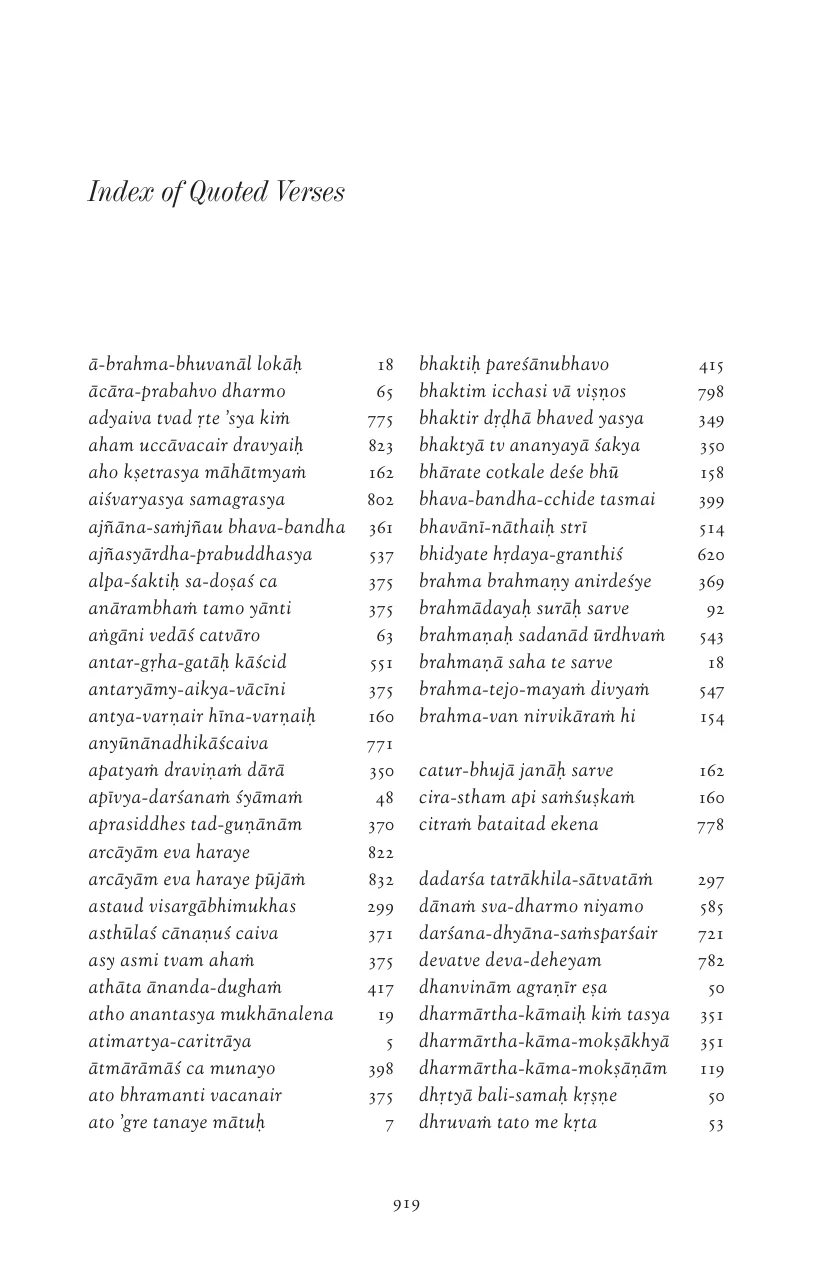 Index of Quoted Verses
ā-brahma-bhuvanāl lokāḥ 18
ācāra-prabahvo dharmo 65
adyaiva tvad ṛte ’sya kiṁ 775
aham uccāvacair dravyaiḥ 823
aho kṣetrasya māhātmyaṁ 162
aiśvaryasya samagrasya 802
ajñāna-saṁjñau bhava-bandha 361
ajñasyārdha-prabuddhasya 537
alpa-śaktiḥ sa-doṣaś ca 375
anārambhaṁ tamo yānti 375
aṅgāni vedāś catvāro 63
antar-gṛha-gatāḥ kāścid 551
antaryāmy-aikya-vācīni 375
antya-varṇair hīna-varṇaiḥ 160
anyūnānadhikāścaiva 771
apatyaṁ draviṇaṁ dārā 350
apīvya-darśanaṁ śyāmaṁ 48
aprasiddhes tad-guṇānām 370
arcāyām eva haraye 822
arcāyām eva haraye pūjāṁ 832
astaud visargābhimukhas 299
asthūlaś cānaṇuś caiva 371
asy asmi tvam ahaṁ 375
athāta ānanda-dughaṁ 417
atho anantasya mukhānalena 19
atimartya-caritrāya 5
ātmārāmāś ca munayo 398
ato bhramanti vacanair 375
ato ’gre tanaye mātuḥ 7
bhaktiḥ pareśānubhavo 415
bhaktim icchasi vā viṣṇos 798
bhaktir dṛḍhā bhaved yasya 349
bhaktyā tv ananyayā śakya 350
bhārate cotkale deśe bhū 158
bhava-bandha-cchide tasmai 399
bhavānī-nāthaiḥ strī 514
bhidyate hṛdaya-granthiś 620
brahma brahmaṇy anirdeśye 369
brahmādayaḥ surāḥ sarve 92
brahmaṇaḥ sadanād ūrdhvaṁ 543
brahmaṇā saha te sarve 18
brahma-tejo-mayaṁ divyaṁ 547
brahma-van nirvikāraṁ hi 154
catur-bhujā janāḥ sarve 162
cira-stham api saṁśuṣkaṁ 160
citraṁ bataitad ekena 778
dadarśa tatrākhila-sātvatāṁ 297
dānaṁ sva-dharmo niyamo 585
darśana-dhyāna-saṁsparśair 721
devatve deva-deheyam 782
dhanvinām agraṇīr eṣa 50
dharmārtha-kāmaiḥ kiṁ tasya 351
dharmārtha-kāma-mokṣākhyā 351
dharmārtha-kāma-mokṣāṇām 119
dhṛtyā bali-samaḥ kṛṣṇe 50
dhruvaṁ tato me kṛta 53
919